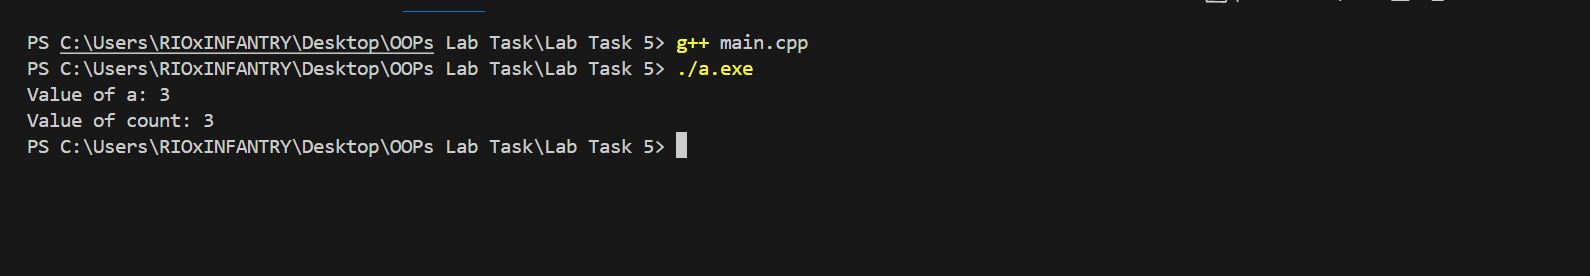 PS C:\Users\RIOxINFANTRY\Desktop\OOPs Lab Task\Lab Task 5> g++ main.cpp
PS C:\Users\RIOxINFANTRY\Desktop\OOPs Lab Task\Lab Task 5> ./a.exe
Value of a: 3
Value of count: 3
PS C:\Users\RIOxINFANTRY\Desktop\OOPs Lab Task\Lab Task 5>